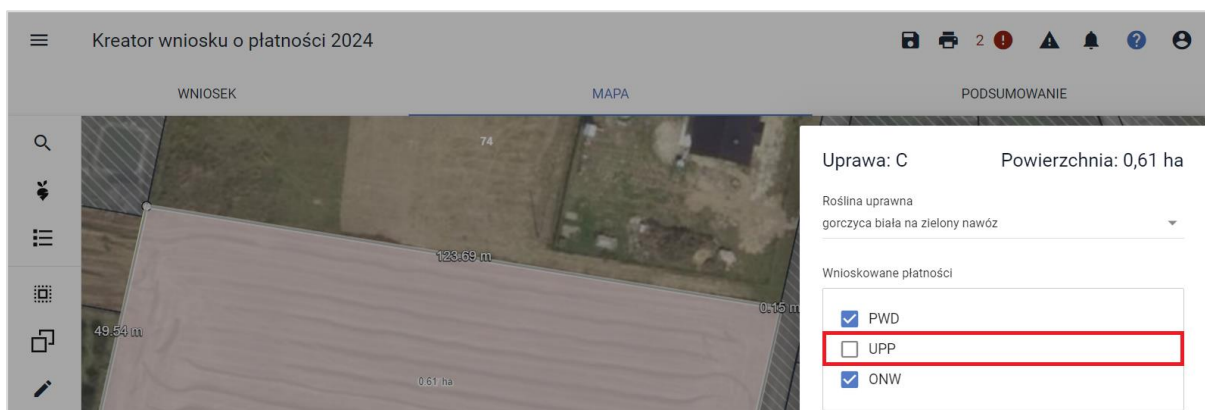 Kreator wniosku o płatności 2024
2
WNIOSEK
MAPA
PODSUMOWANIE
74
Uprawa: C Powierzchnia: 0,61 ha
Roślina uprawna
gorczyca biała na zielony nawóz
123.69 m
Wnioskowane płatności
0.15 m
PWD
49.54 m
UPP
0.61 ha
ONW